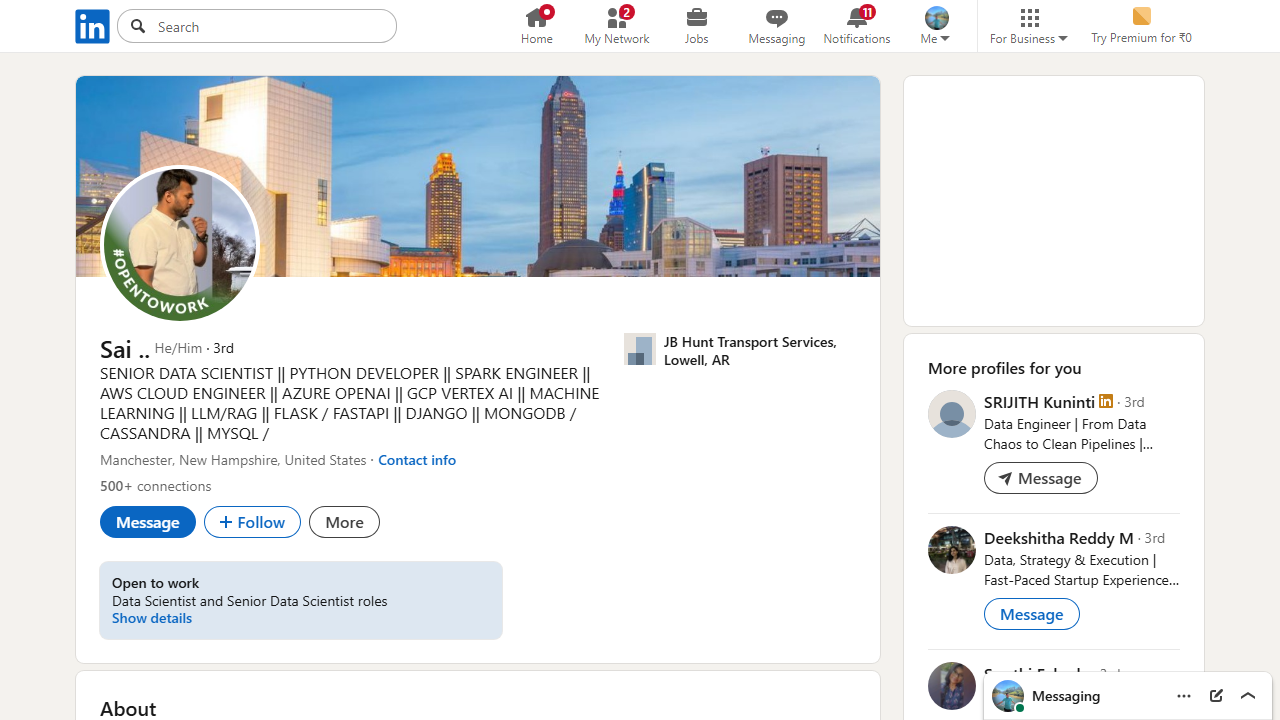 in
Search
Home
2
My Network
Jobs
Messaging
11
Notifications
Me
For Business
Try Premium for ₹0
#OPENTOWORK
Sai .. He/Him · 3rd
SENIOR DATA SCIENTIST || PYTHON DEVELOPER || SPARK ENGINEER ||
AWS CLOUD ENGINEER || AZURE OPENAI || GCP VERTEX AI || MACHINE
LEARNING || LLM/RAG || FLASK / FASTAPI || DJANGO || MONGODB /
CASSANDRA || MYSQL /
Manchester, New Hampshire, United States · Contact info
500+ connections
Message
Follow
More
JB Hunt Transport Services,
Lowell, AR
Open to work
Data Scientist and Senior Data Scientist roles
Show details
About
More profiles for you
SRIJITH Kuninti in · 3rd
Data Engineer | From Data
Chaos to Clean Pipelines |…
Message
Deekshitha Reddy M · 3rd
Data, Strategy & Execution |
Fast-Paced Startup Experience…
Message
Messaging